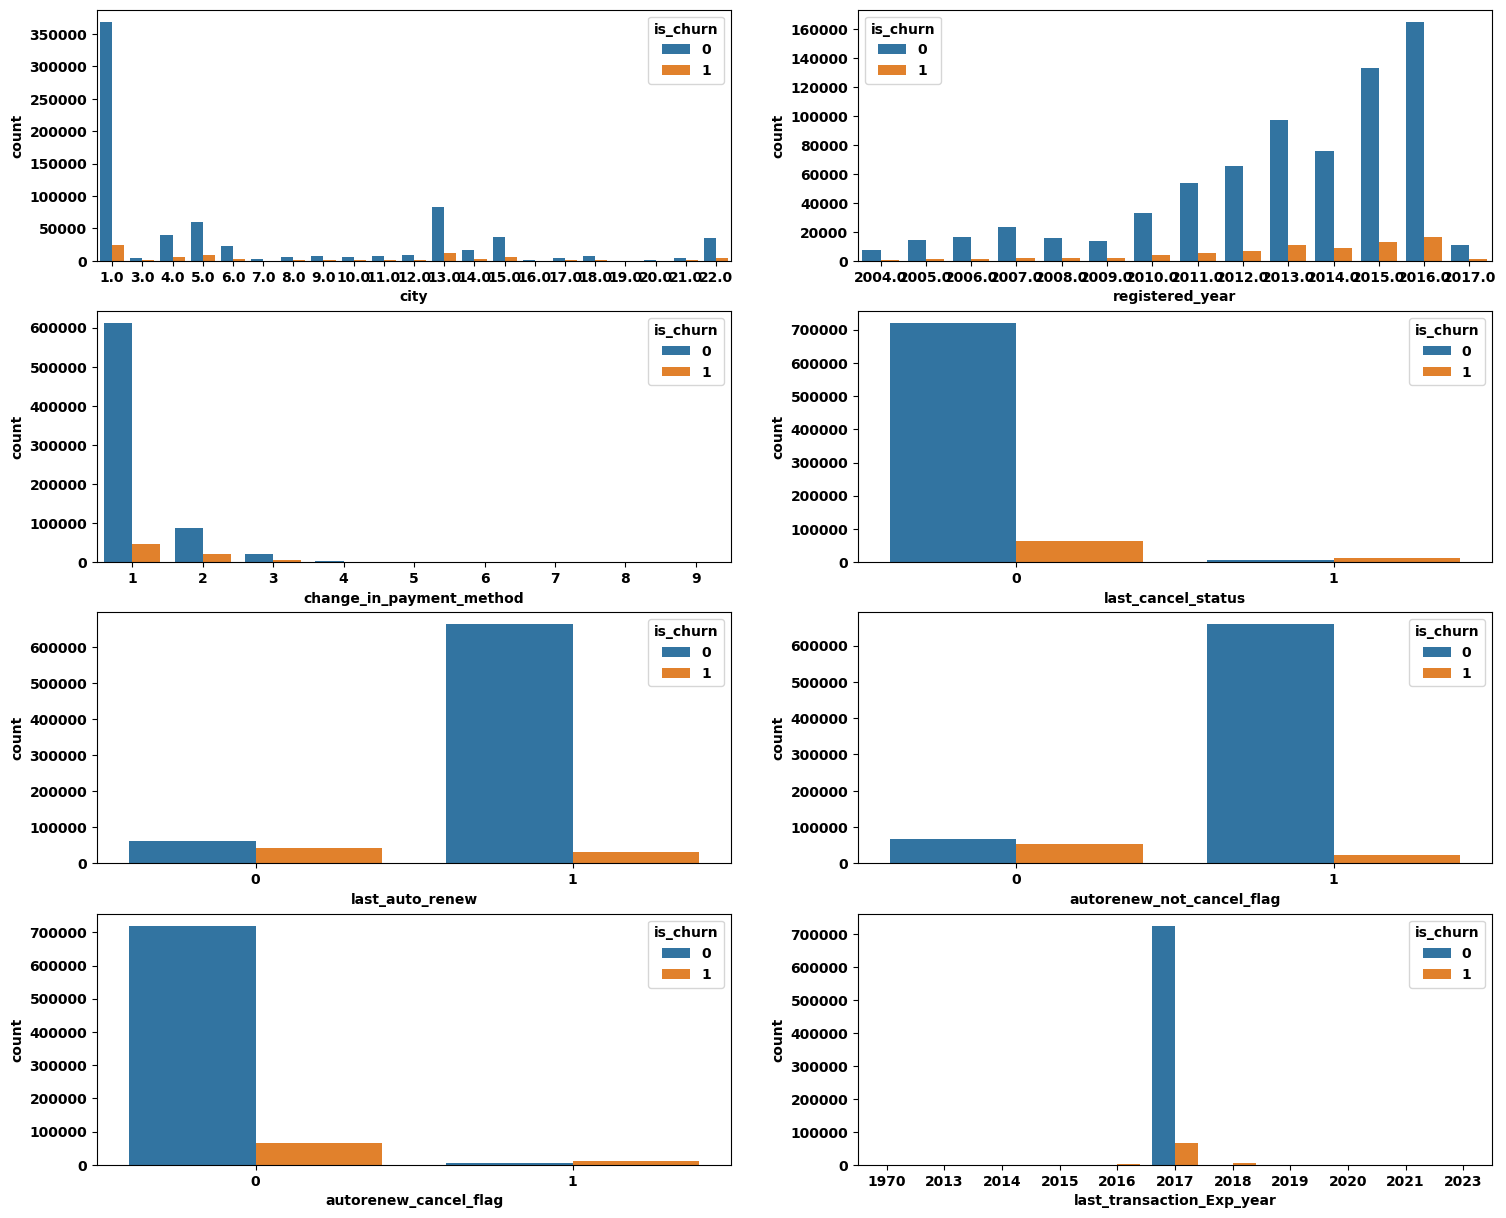 350000
300000
250000
200000
150000
100000
50000
0
count
is_churn
0
1
1.0 3.0 4.0 5.0 6.0 7.0 8.0 9.0 10.0 11.0 12.0 13.0 14.0 15.0 16.0 17.0 18.0 19.0 20.0 21.0 22.0
city
160000
140000
120000
100000
80000
60000
40000
20000
0
count
is_churn
0
1
2004.0 2005.0 2006.0 2007.0 2008.0 2009.0 2010.0 2011.0 2012.0 2013.0 2014.0 2015.0 2016.0 2017.0
registered_year
600000
500000
400000
300000
200000
100000
0
count
is_churn
0
1
1 2 3 4 5 6 7 8 9
change_in_payment_method
700000
600000
500000
400000
300000
200000
100000
0
count
is_churn
0
1
0 1
last_cancel_status
600000
500000
400000
300000
200000
100000
0
count
is_churn
0
1
0 1
last_auto_renew
600000
500000
400000
300000
200000
100000
0
count
is_churn
0
1
0 1
autorenew_not_cancel_flag
700000
600000
500000
400000
300000
200000
100000
0
count
is_churn
0
1
0 1
autorenew_cancel_flag
700000
600000
500000
400000
300000
200000
100000
0
count
is_churn
0
1
1970 2013 2014 2015 2016 2017 2018 2019 2020 2021 2023
last_transaction_Exp_year